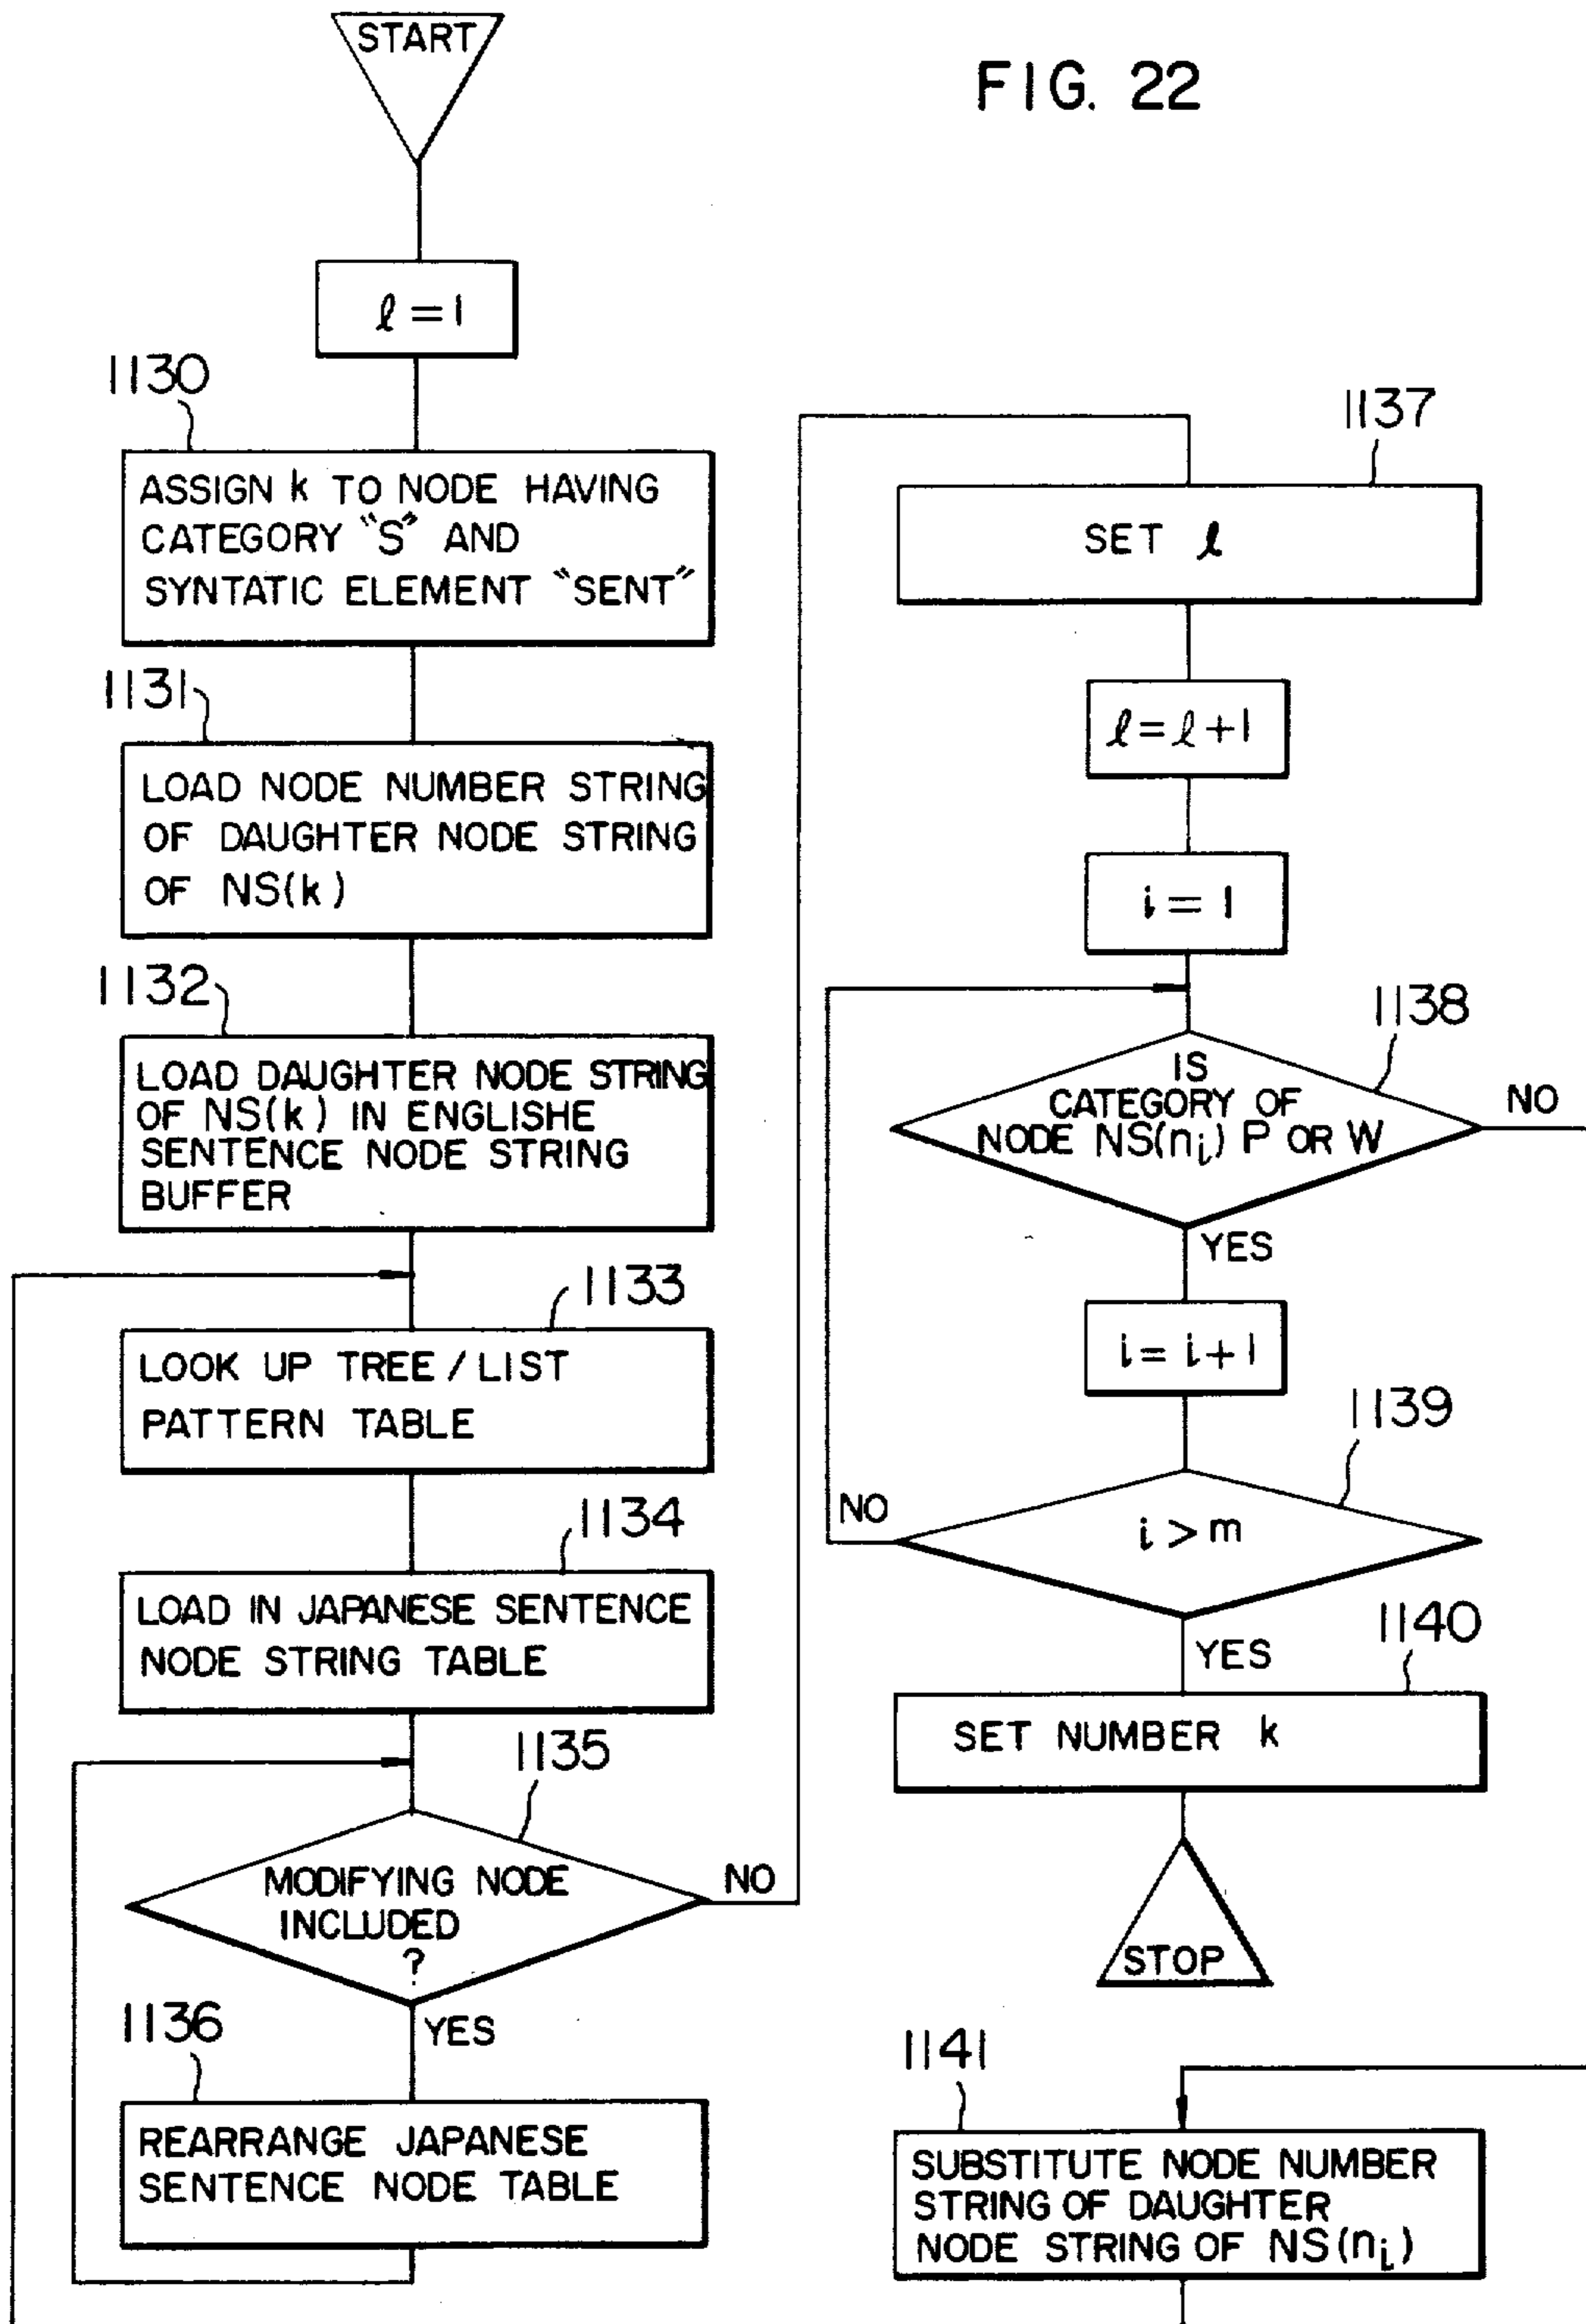 FIG. 22
START
ℓ = 1
1130
ASSIGN k TO NODE HAVING
CATEGORY "S" AND
SYNTATIC ELEMENT "SENT"
1131
LOAD NODE NUMBER STRING
OF DAUGHTER NODE STRING
OF NS(k)
1132
LOAD DAUGHTER NODE STRING
OF NS(k) IN ENGLISHE
SENTENCE NODE STRING
BUFFER
1133
LOOK UP TREE / LIST
PATTERN TABLE
1134
LOAD IN JAPANESE SENTENCE
NODE STRING TABLE
1135
MODIFYING NODE
INCLUDED
?
NO
YES
1136
REARRANGE JAPANESE
SENTENCE NODE TABLE
1137
SET ℓ
ℓ = ℓ + 1
i = 1
1138
IS
CATEGORY OF
NODE NS(ni) P OR W
NO
YES
i = i + 1
1139
i > m
NO
YES
1140
SET NUMBER k
STOP
1141
SUBSTITUTE NODE NUMBER
STRING OF DAUGHTER
NODE STRING OF NS(ni)